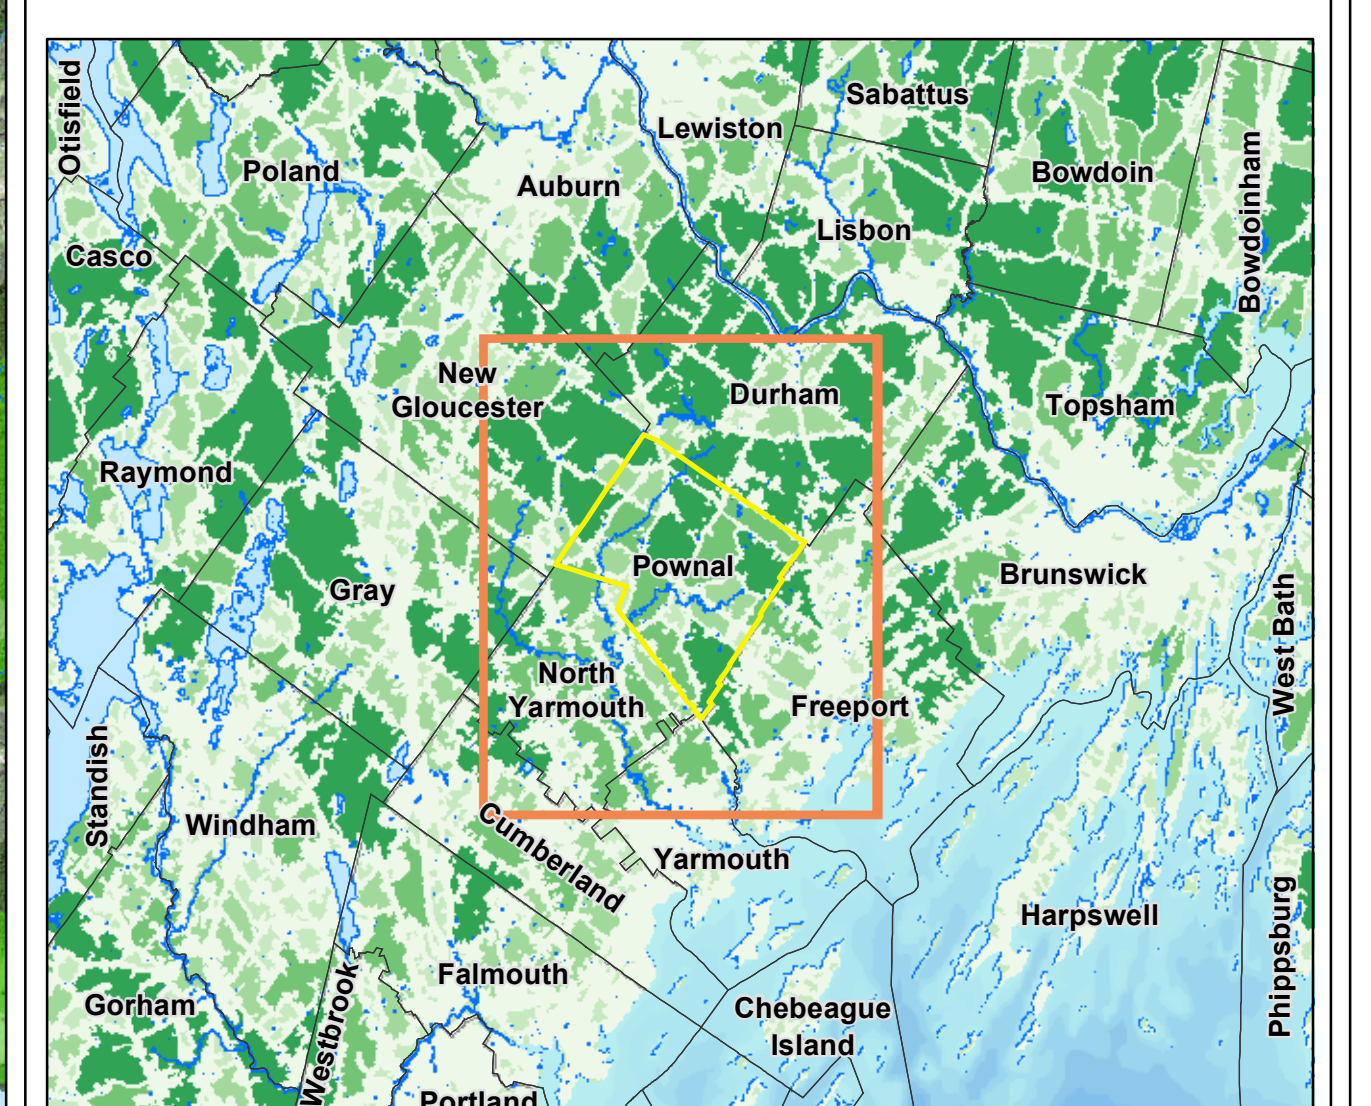 Otisfield
Sabattus
Lewiston
Poland
Auburn
Bowdoin
Bowdoinham
Lisbon
Casco
New
Gloucester
Durham
Topsham
Raymond
Pownal
Gray
Brunswick
West Bath
North
Yarmouth
Freeport
Standish
Windham
Cumberland
Yarmouth
Harpswell
Phippsburg
Falmouth
Gorham
Westbrook
Chebeague
Island
Portland